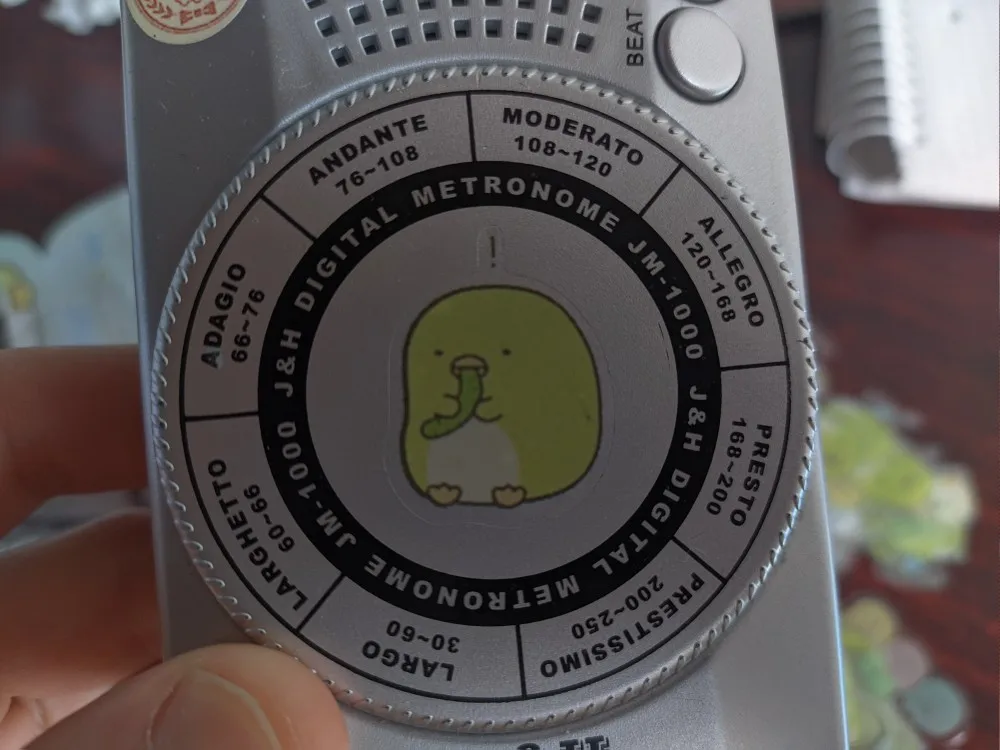 BEAT
ANDANTE
76~108
MODERATO
108~120
ALLEGRO
120~168
PRESTO
168~200
PRESTISSIMO
200~250
LARGO
30~60
LARGHETTO
60~66
ADAGIO
66~76
J&H DIGITAL METRONOME JM-1000 J&H DIGITAL METRONOME JM-1000
!